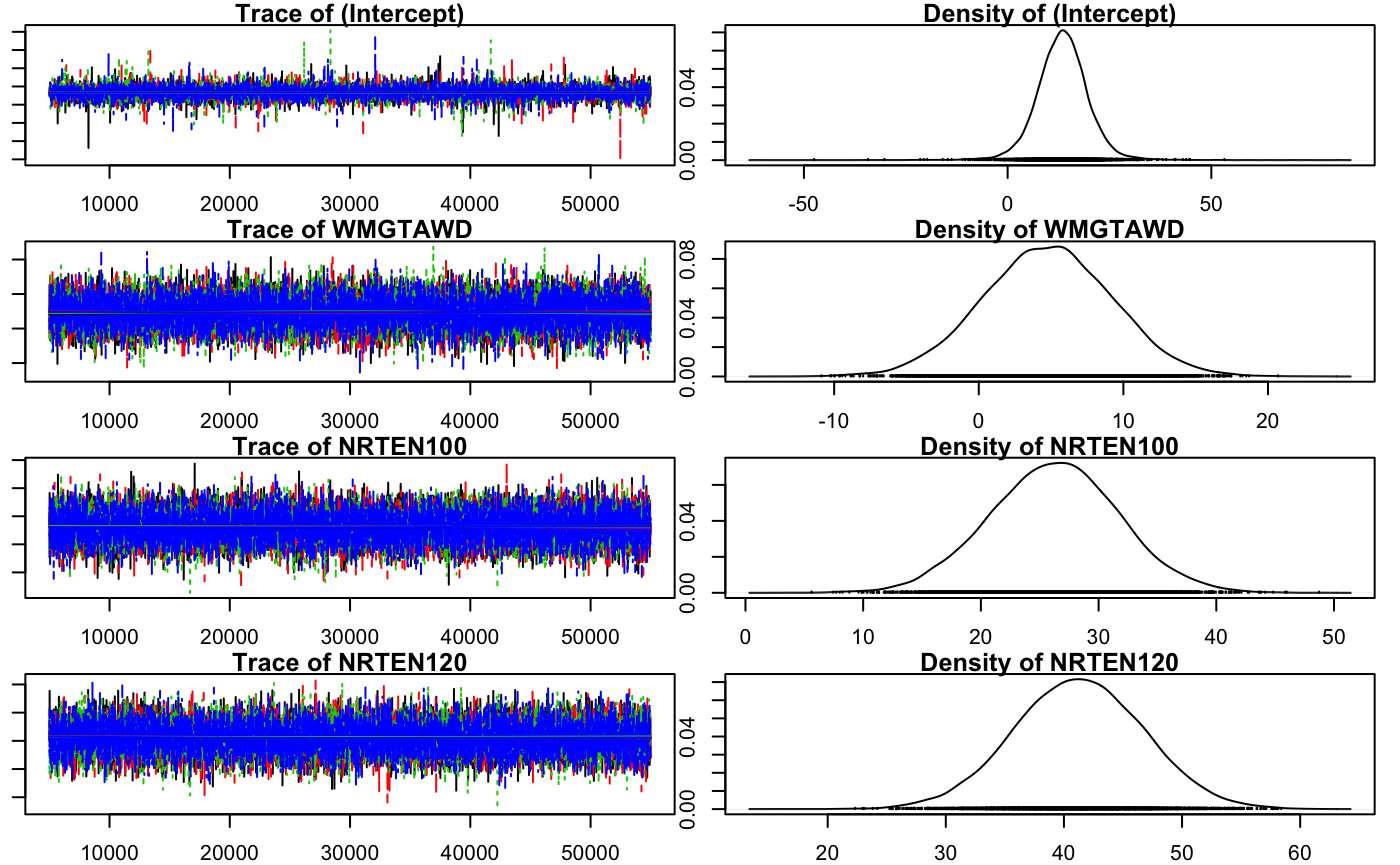 Trace of (Intercept)
Density of (Intercept)
0.04
0.00
10000 20000 30000 40000 50000
-50 0 50
Trace of WMGTAWD
Density of WMGTAWD
0.08
0.04
0.00
10000 20000 30000 40000 50000
-10 0 10 20
Trace of NRTEN100
Density of NRTEN100
0.04
0.00
10000 20000 30000 40000 50000
0 10 20 30 40 50
Trace of NRTEN120
Density of NRTEN120
0.04
0.00
10000 20000 30000 40000 50000
20 30 40 50 60